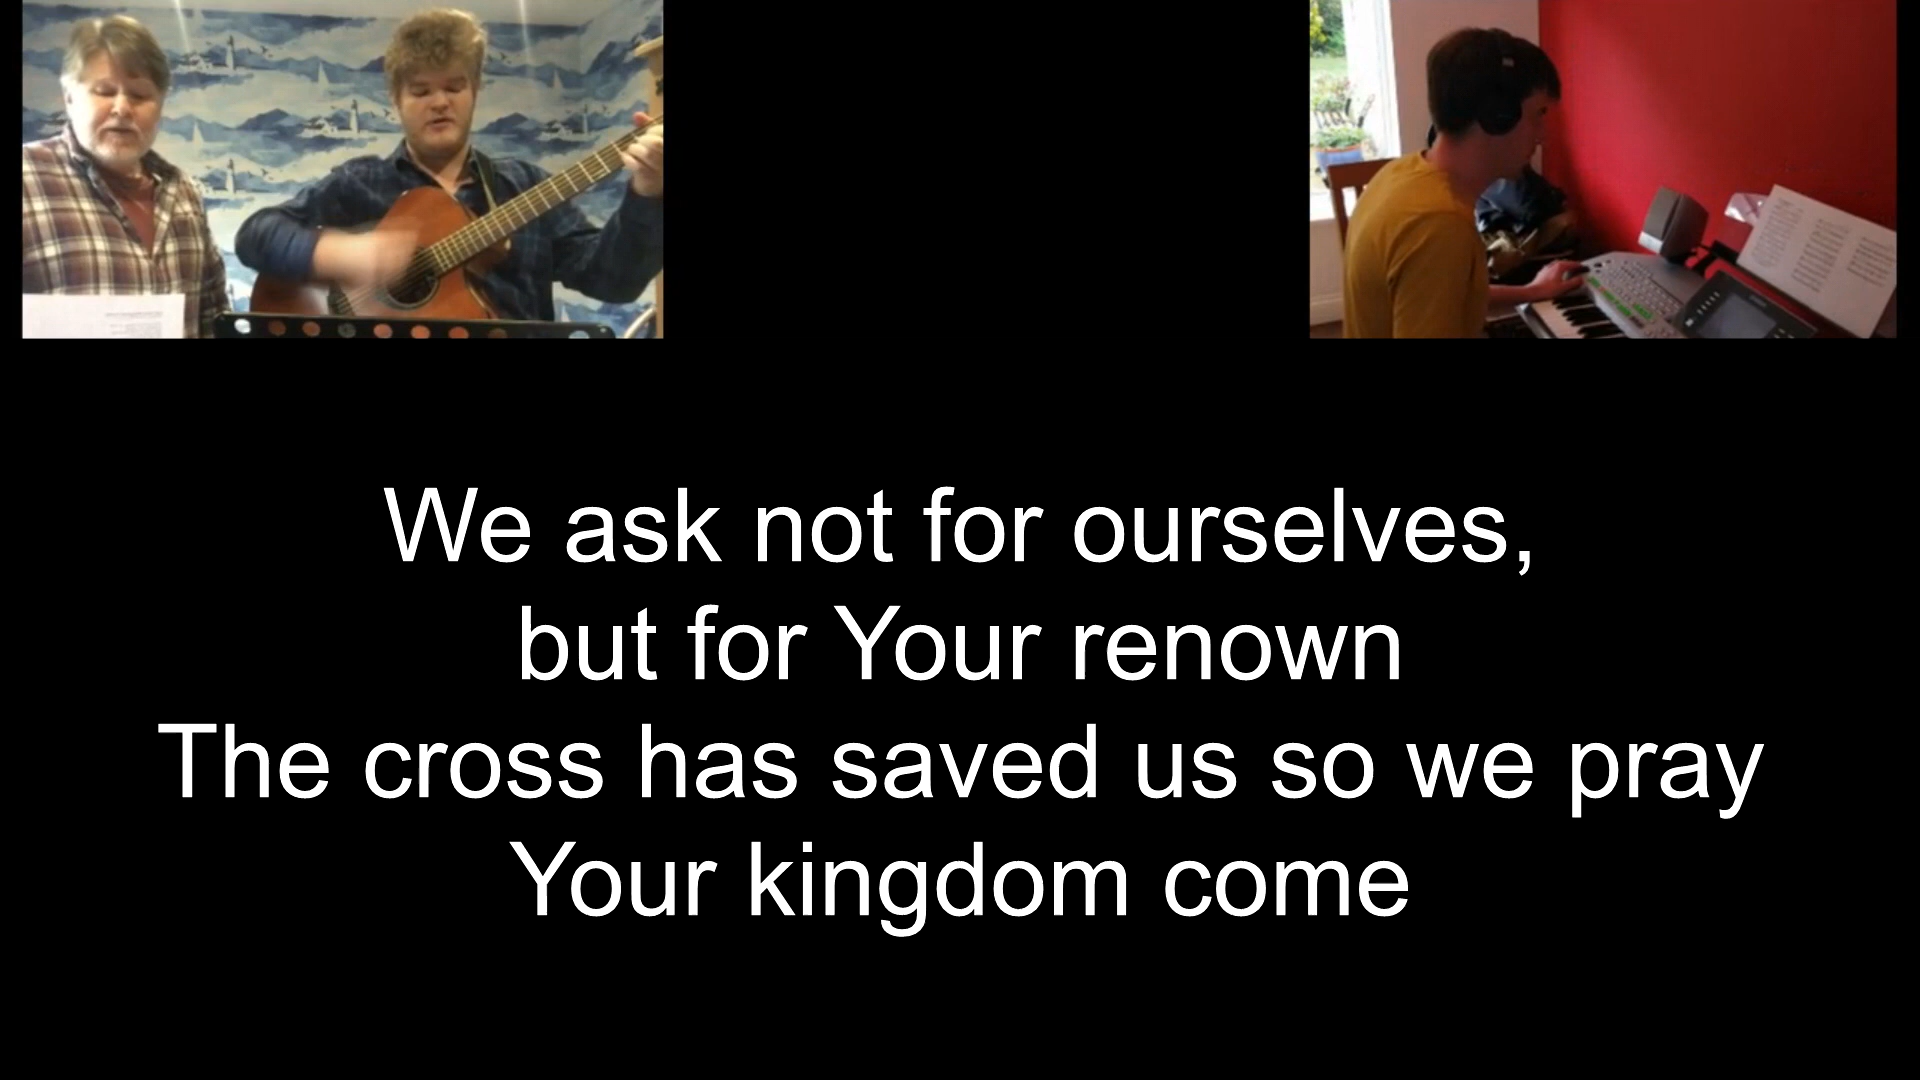 We ask not for ourselves,
but for Your renown
The cross has saved us so we pray
Your kingdom come